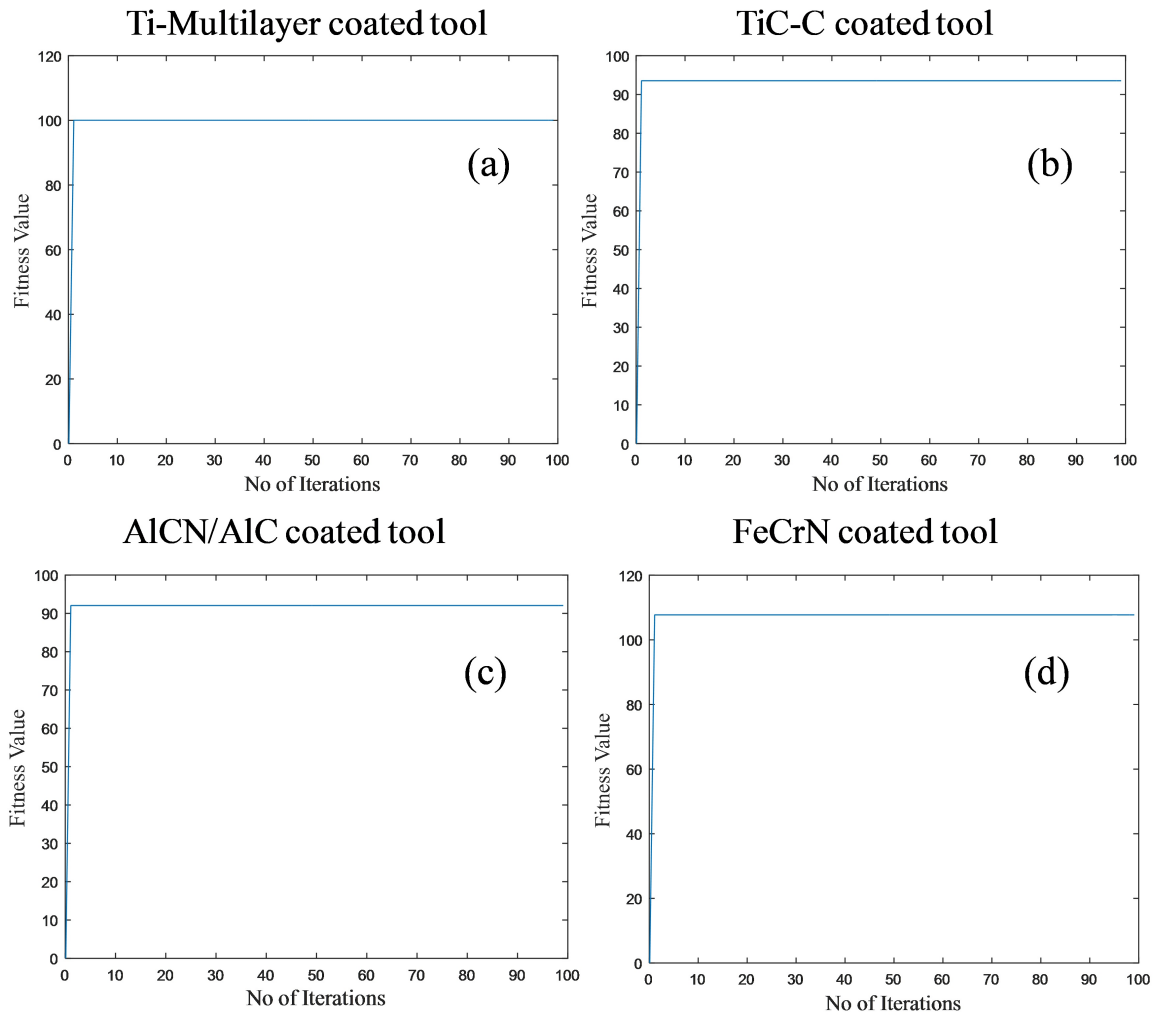 Ti-Multilayer coated tool
120
100
80
60
40
20
0
Fitness Value
(a)
0 10 20 30 40 50 60 70 80 90 100
No of Iterations
TiC-C coated tool
100
90
80
70
60
50
40
30
20
10
0
Fitness Value
(b)
0 10 20 30 40 50 60 70 80 90 100
No of Iterations
AlCN/AlC coated tool
100
90
80
70
60
50
40
30
20
10
0
Fitness Value
(c)
0 10 20 30 40 50 60 70 80 90 100
No of Iterations
FeCrN coated tool
120
100
80
60
40
20
0
Fitness Value
(d)
0 10 20 30 40 50 60 70 80 90 100
No of Iterations